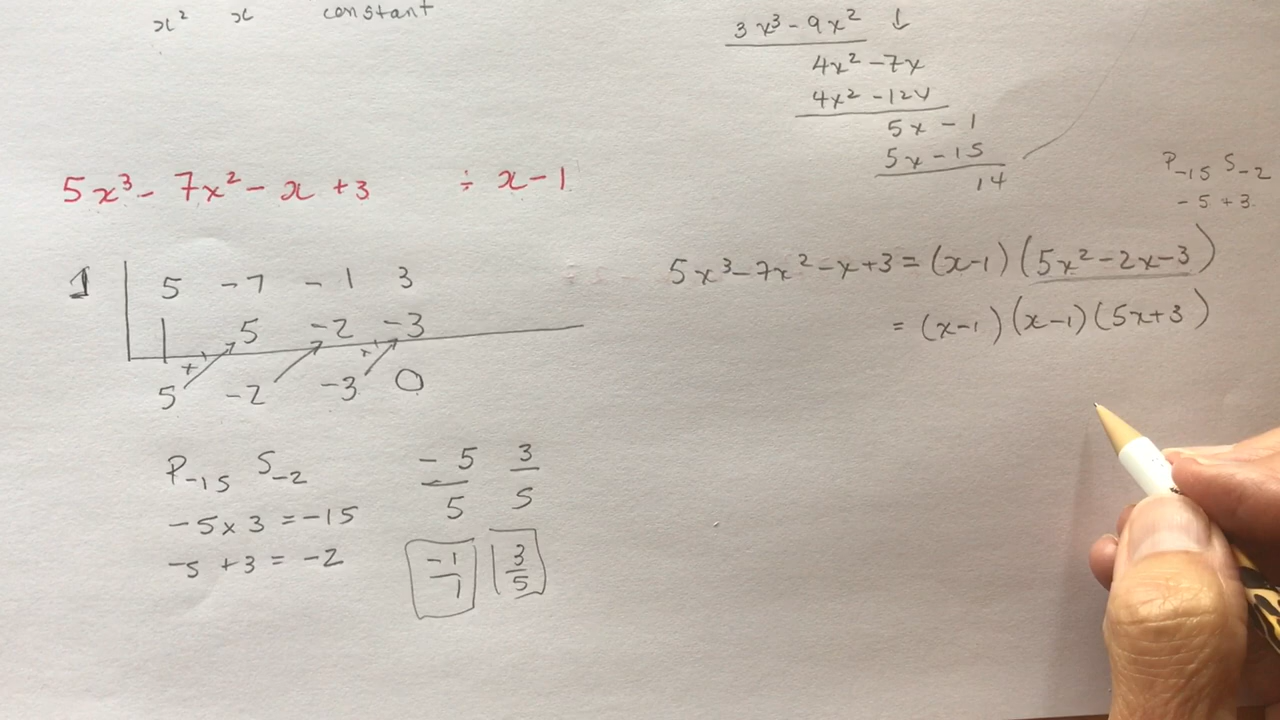 x² x constant
3x³ - 9x² ↓
4x² - 7x
4x² - 12x
5x - 1
5x - 15
14
5x³ - 7x² - x + 3 ÷ x - 1
P₋₁₅ S₋₂
- 5 + 3
1 5 -7 -1 3
5 -2 -3
+ +
5 -2 -3 0
5x³ - 7x² - x + 3 = (x-1)(5x² - 2x - 3)
= (x-1)(x-1)(5x+3)
P₋₁₅ S₋₂
-5 x 3 = -15
-5 + 3 = -2
-5/5 3/5
-1/1 3/5